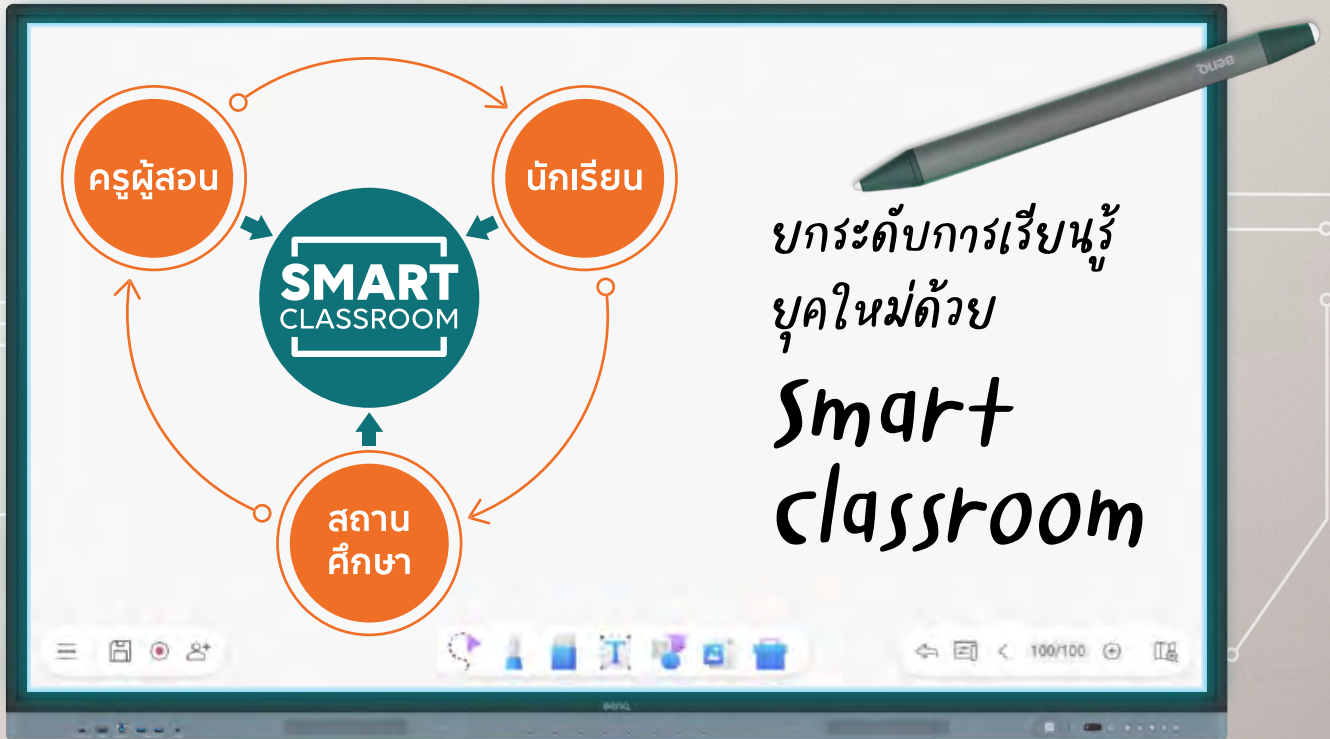 BenQ
ครูผู้สอน
นักเรียน
SMART
CLASSROOM
สถาน
ศึกษา
ยกระดับการเรียนรู้
ยุคใหม่ด้วย
Smart
classroom
T
100/100
BenQ